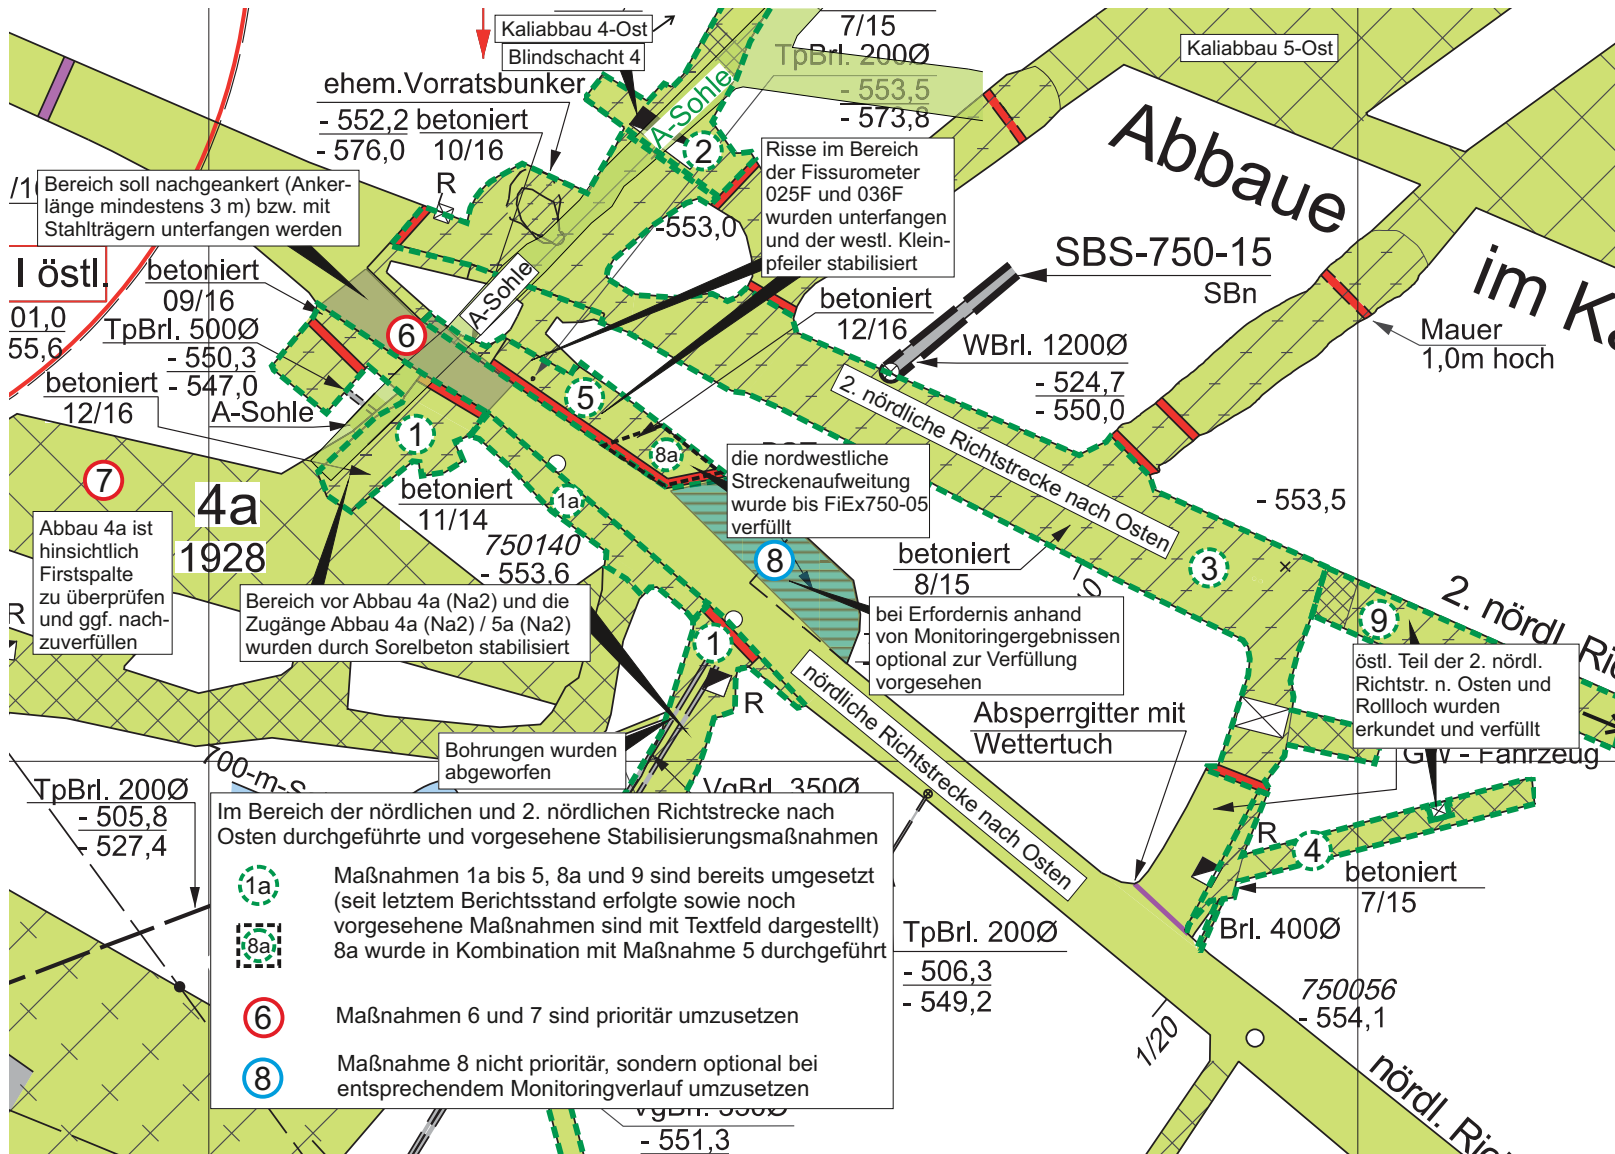 Kaliabbau 4-Ost
Blindschacht 4
7/15
TpBrl. 200Ø
- 553,5
- 573,8
Kaliabbau 5-Ost
ehem.Vorratsbunker
- 552,2
- 576,0
betoniert
10/16
R
A-Sohle
2
Abbaue
im
Bereich soll nachgeankert (Anker-
länge mindestens 3 m) bzw. mit
Stahlträgern unterfangen werden
Risse im Bereich
der Fissurometer
025F und 036F
wurden unterfangen
und der westl. Klein-
pfeiler stabilisiert
-553,0
SBS-750-15
SBn
I östl.
01,0
55,6
betoniert
09/16
TpBrl. 500Ø
- 550,3
- 547,0
betoniert
12/16
A-Sohle
A-Sohle
6
betoniert
12/16
WBrl. 1200Ø
- 524,7
- 550,0
Mauer
1,0m hoch
2. nördliche Richtstrecke nach Osten
5
1
8a
1a
7
4a
1928
Abbau 4a ist
hinsichtlich
Firstspalte
zu überprüfen
und ggf. nach-
zuverfüllen
R
betoniert
11/14
750140
- 553,6
die nordwestliche
Streckenaufweitung
wurde bis FiEx750-05
verfüllt
- 553,5
betoniert
8/15
3
8
9
2. nördl.
Bereich vor Abbau 4a (Na2) und die
Zugänge Abbau 4a (Na2) / 5a (Na2)
wurden durch Sorelbeton stabilisiert
bei Erfordernis anhand
von Monitoringergebnissen
optional zur Verfüllung
vorgesehen
östl. Teil der 2. nördl.
Richtstr. n. Osten und
Rollloch wurden
erkundet und verfüllt
1
R
nördliche Richtstrecke nach Osten
Absperrgitter mit
Wettertuch
GW - Fahrzeug
Bohrungen wurden
abgeworfen
VgBrl. 350Ø
TpBrl. 200Ø
- 505,8
- 527,4
Im Bereich der nördlichen und 2. nördlichen Richtstrecke nach
Osten durchgeführte und vorgesehene Stabilisierungsmaßnahmen
1a
Maßnahmen 1a bis 5, 8a und 9 sind bereits umgesetzt
(seit letztem Berichtsstand erfolgte sowie noch
vorgesehene Maßnahmen sind mit Textfeld dargestellt)
8a
8a wurde in Kombination mit Maßnahme 5 durchgeführt
6
Maßnahmen 6 und 7 sind prioritär umzusetzen
8
Maßnahme 8 nicht prioritär, sondern optional bei
entsprechendem Monitoringverlauf umzusetzen
R
4
betoniert
7/15
Brl. 400Ø
TpBrl. 200Ø
- 506,3
- 549,2
750056
- 554,1
1/20
nördl.
VgBrl. 350Ø
- 551,3